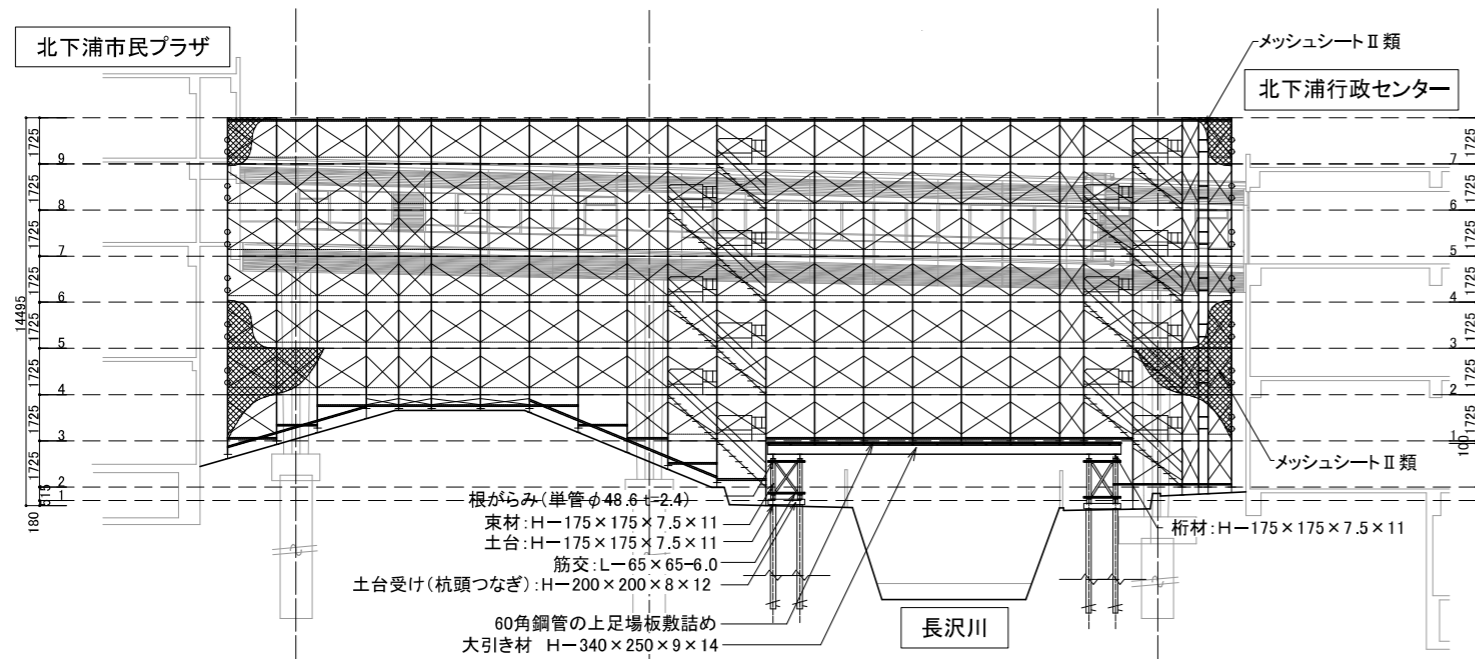 北下浦市民プラザ
メッシュシートⅡ類
北下浦行政センター
14495
1725
1725
1725
1725
1725
1725
1725
1725
515
180
9
8
7
6
5
4
3
2
1
7
6
5
4
3
2
1
1725
1725
1725
1725
1725
1725
1725
100
メッシュシートⅡ類
根がらみ(単管φ48.6 t=2.4)
束材:H-175×175×7.5×11
土台:H-175×175×7.5×11
筋交:L-65×65-6.0
土台受け(杭頭つなぎ):H-200×200×8×12
60角鋼管の上足場板敷詰め
大引き材 H-340×250×9×14
桁材:H-175×175×7.5×11
長沢川